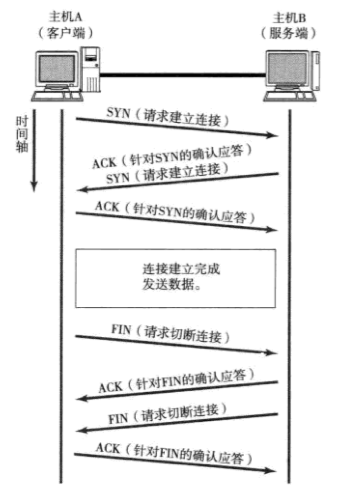 主机A
（客户端）
主机B
（服务端）
时间轴
SYN（请求建立连接）
ACK（针对SYN的确认应答）
SYN（请求建立连接）
ACK（针对SYN的确认应答）
连接建立完成
发送数据。
FIN（请求切断连接）
ACK（针对FIN的确认应答）
FIN（请求切断连接）
ACK（针对FIN的确认应答）